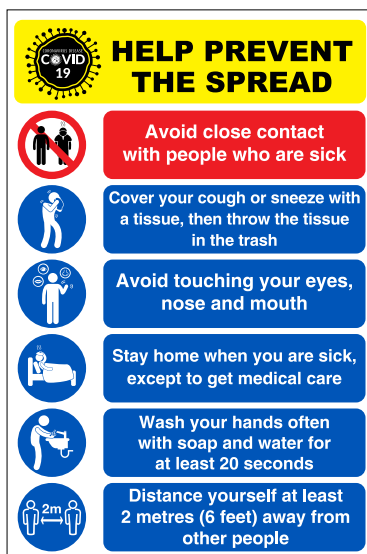 CORONAVIRUS DISEASE
COVID
19
HELP PREVENT
THE SPREAD
Avoid close contact
with people who are sick
Cover your cough or sneeze with
a tissue, then throw the tissue
in the trash
Avoid touching your eyes,
nose and mouth
Stay home when you are sick,
except to get medical care
Wash your hands often
with soap and water for
at least 20 seconds
2m
Distance yourself at least
2 metres (6 feet) away from
other people